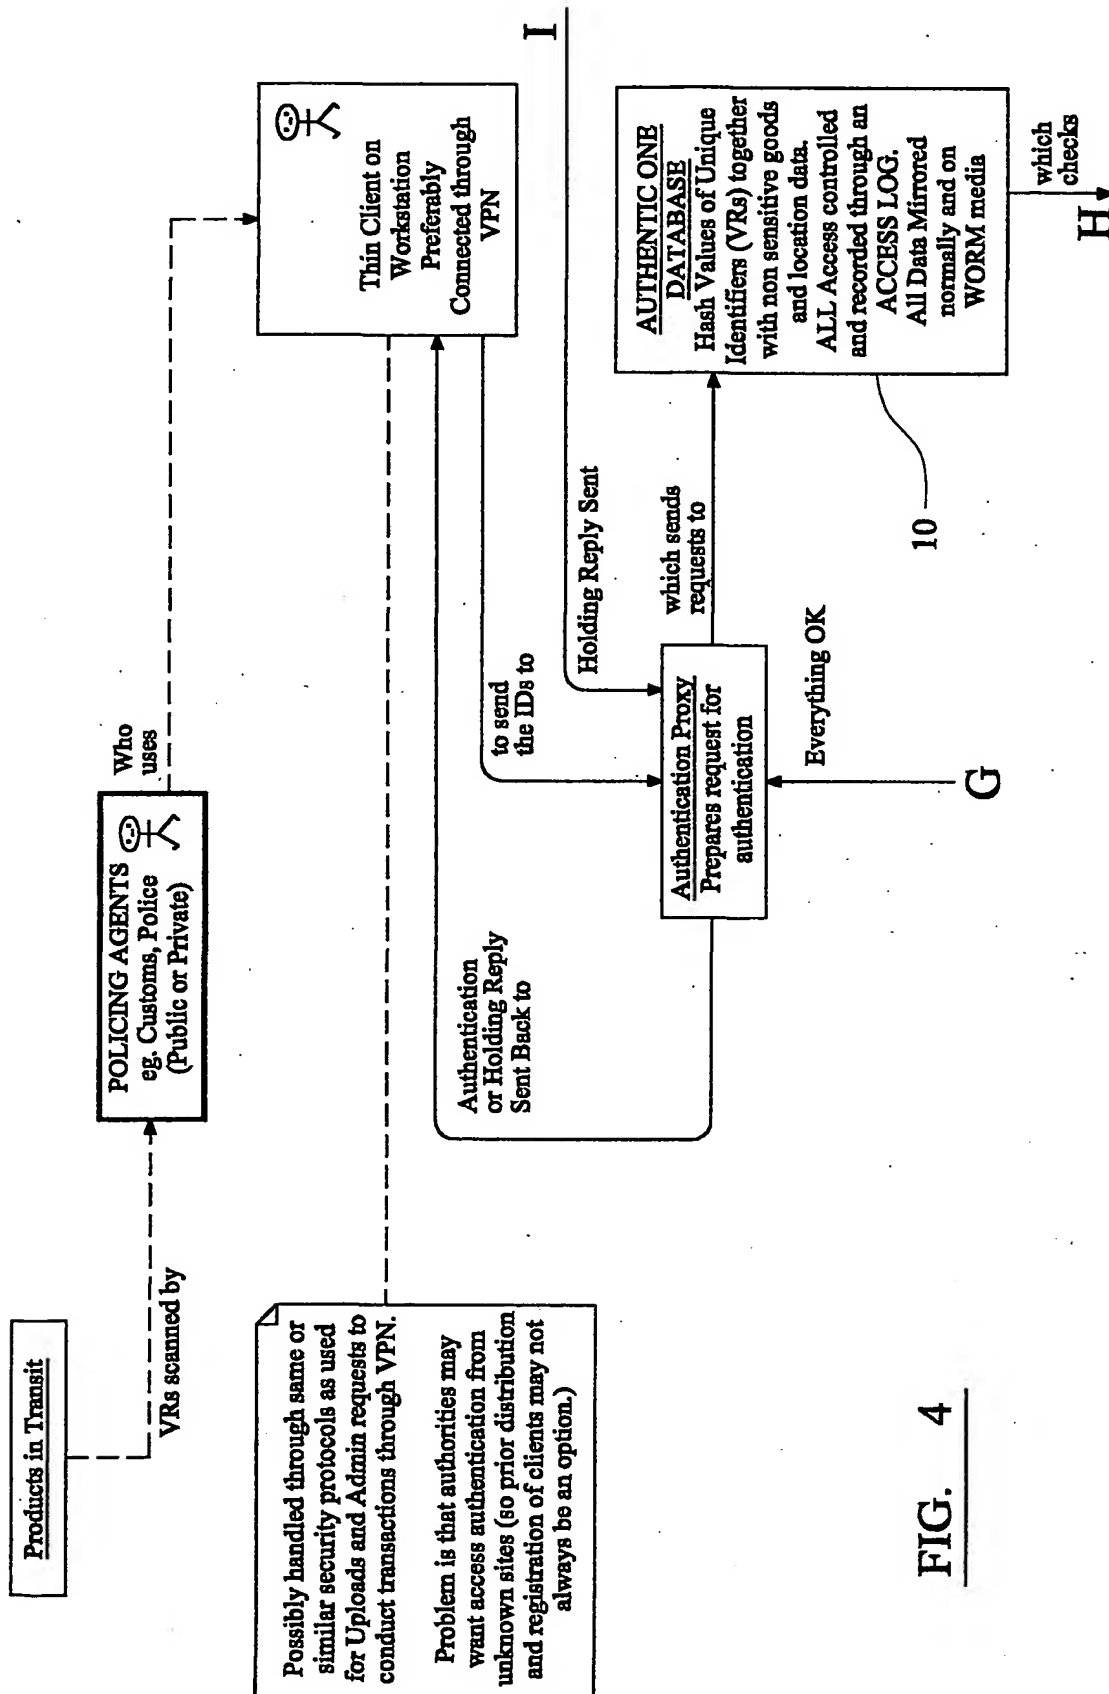 Products in Transit
VRs scanned by
POLICING AGENTS
eg. Customs, Police
(Public or Private)
Who
uses
Thin Client on
Workstation
Preferably
Connected through
VPN
Possibly handled through same or
similar security protocols as used
for Uploads and Admin requests to
conduct transactions through VPN.
Problem is that authorities may
want access authentication from
unknown sites (so prior distribution
and registration of clients may not
always be an option.)
Authentication
or Holding Reply
Sent Back to
to send
the IDs to
Holding Reply Sent
I
Authentication Proxy
Prepares request for
authentication
which sends
requests to
Everything OK
G
AUTHENTIC ONE
DATABASE
Hash Values of Unique
Identifiers (VRs) together
with non sensitive goods
and location data.
ALL Access controlled
and recorded through an
ACCESS LOG.
All Data Mirrored
normally and on
WORM media
10
which
checks
H
FIG. 4